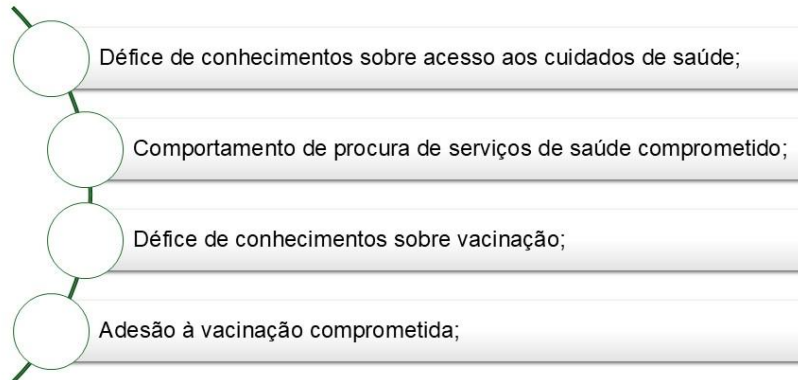 Défice de conhecimentos sobre acesso aos cuidados de saúde;
Comportamento de procura de serviços de saúde comprometido;
Défice de conhecimentos sobre vacinação;
Adesão à vacinação comprometida;